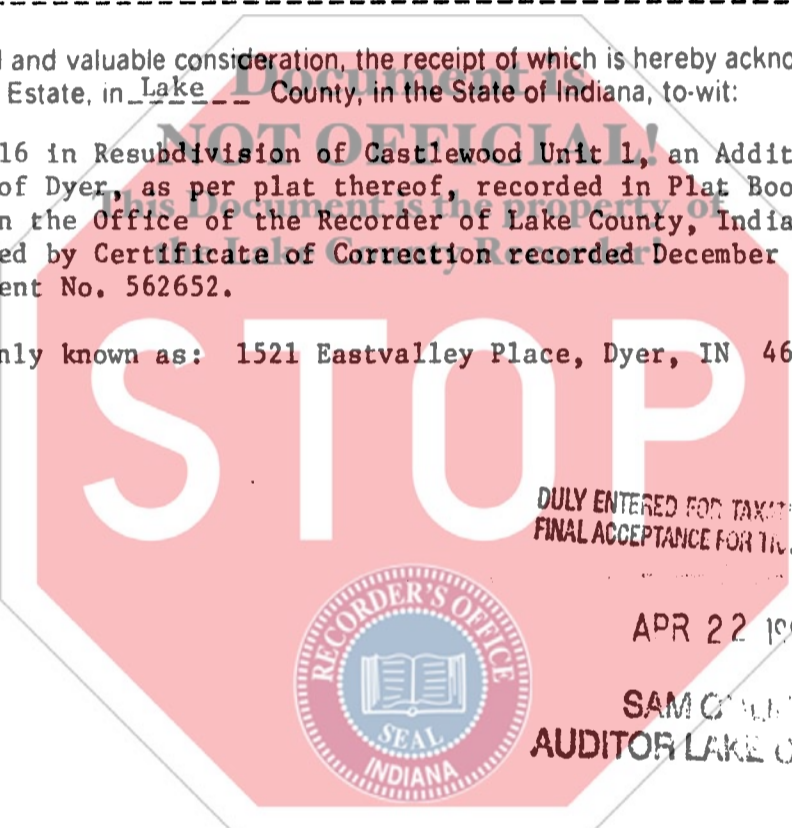 and valuable consideration, the receipt of which is hereby ackno
Estate, in Lake County, in the State of Indiana, to-wit:
Document is
NOT OFFICIAL!
This Document is the property of
the Lake County Recorder!
16 in Resubdivision of Castlewood Unit 1, an Addit
of Dyer, as per plat thereof, recorded in Plat Boo
n the Office of the Recorder of Lake County, India
ed by Certificate of Correction recorded December
ent No. 562652.
nly known as: 1521 Eastvalley Place, Dyer, IN 46
STOP
DULY ENTERED FOR TAX
FINAL ACCEPTANCE FOR
APR 22 19
SAM
AUDITOR LAKE
RECORDER'S OFFICE
SEAL
INDIANA